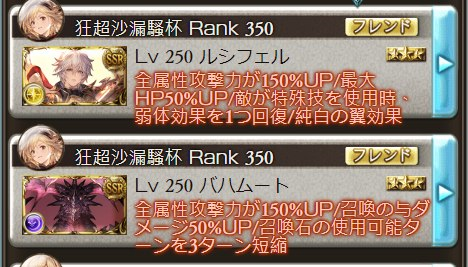 狂超沙漏騷杯 Rank 350
フレンド
SSR
Lv 250 ルシフェル
全属性攻撃力が150%UP/最大
HP50%UP/敵が特殊技を使用時、
弱体効果を1つ回復/純白の翼効果
狂超沙漏騷杯 Rank 350
フレンド
SSR
Lv 250 バハムート
全属性攻撃力が150%UP/召喚の与ダ
メージ50%UP/召喚石の使用可能タ
ーンを3ターン短縮